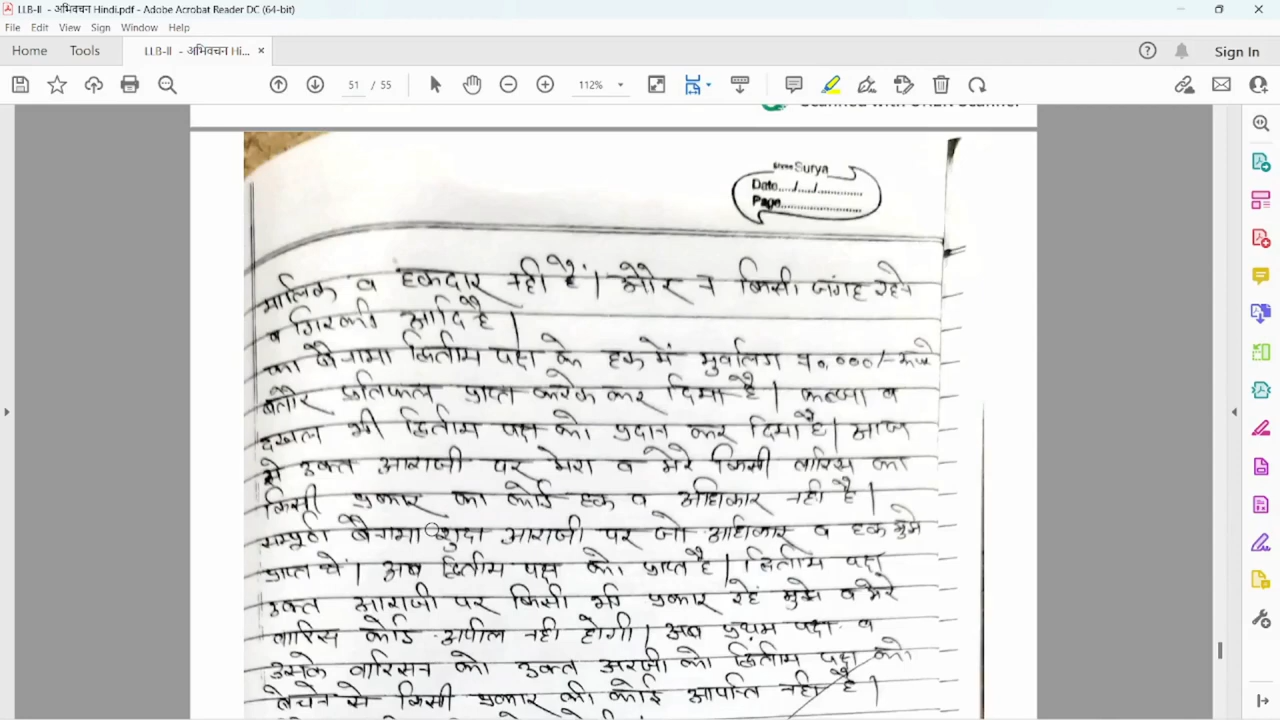 LLB-II - अभिवचन Hindi.pdf - Adobe Acrobat Reader DC (64-bit)
File Edit View Sign Window Help
Home Tools LLB-II - अभिवचन Hi... × Sign In
51 / 55 112%
Surya
Date..../..../............
Page......................
मालिक व हकदार नही है। और न किसी जगह रहेन
व गिरवी आदि है।
का बैनामा द्वितीय पक्ष के हक में मुवलिग 70,000/- रूपये
बतौर प्रतिफल प्राप्त करके कर दिया है। कब्जा व
दखल भी द्वितीय पक्ष को प्रदान कर दिया है। आज
से उक्त आराजी पर मेरा व मेरे किसी वारिस का
किसी प्रकार का कोई हक व अधिकार नही है।
सम्पूर्ण बैनामा शुदा आराजी पर जो अधिकार व हक मुझे
प्राप्त थे। अब द्वितीय पक्ष को प्राप्त है। द्वितीय पक्ष
उक्त आराजी पर किसी भी प्रकार रहें मुझे व मेरे
वारिस कोई अपील नही होगी। अब प्रथम पक्ष व
उसके वारिसन को उक्त अरजी को द्वितीय पक्ष को
बेचने से किसी प्रकार की कोई आपत्ति नही है।